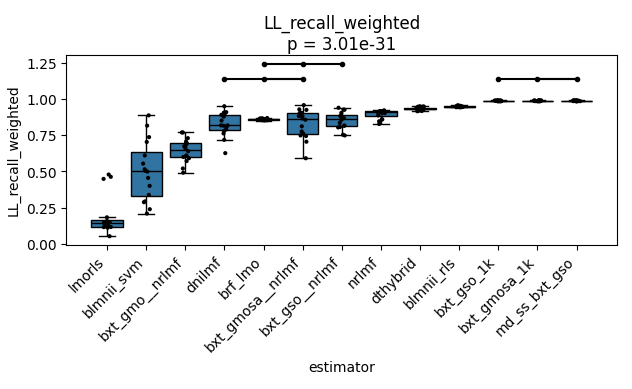 LL_recall_weighted
p = 3.01e-31
LL_recall_weighted
1.25
1.00
0.75
0.50
0.25
0.00
lmorls
blmnii_svm
bxt_gmo__nrlmf
dnilmf
brf_lmo
bxt_gmosa__nrlmf
bxt_gso__nrlmf
nrlmf
dthybrid
blmnii_rls
bxt_gso_1k
bxt_gmosa_1k
md_ss_bxt_gso
estimator